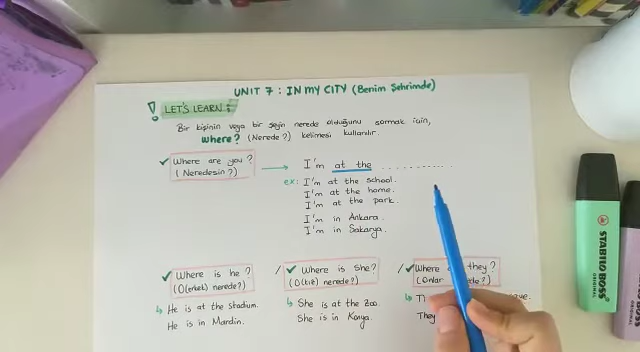 UNIT 7 : IN MY CITY (Benim Şehrimde)
! LET'S LEARN :
Bir kişinin veya bir şeyin nerede olduğunu sormak için,
where? (Nerede?) kelimesi kullanılır.
✓ Where are you? → I'm at the ............
(Neredesin?)
ex: I'm at the school.
I'm at the home.
I'm at the park.
I'm in Ankara.
I'm in Sakarya.
✓ Where is he?
(O(erkek) nerede?)
↳ He is at the Stadium.
He is in Mardin.
/ ✓ Where is She?
(O(kız) nerede?)
↳ She is at the Zoo.
She is in Konya.
/ ✓ Where they?
(Onlar
They
STABILO BOSS
ORIGINAL
STABILO BOSS
ORIGINAL